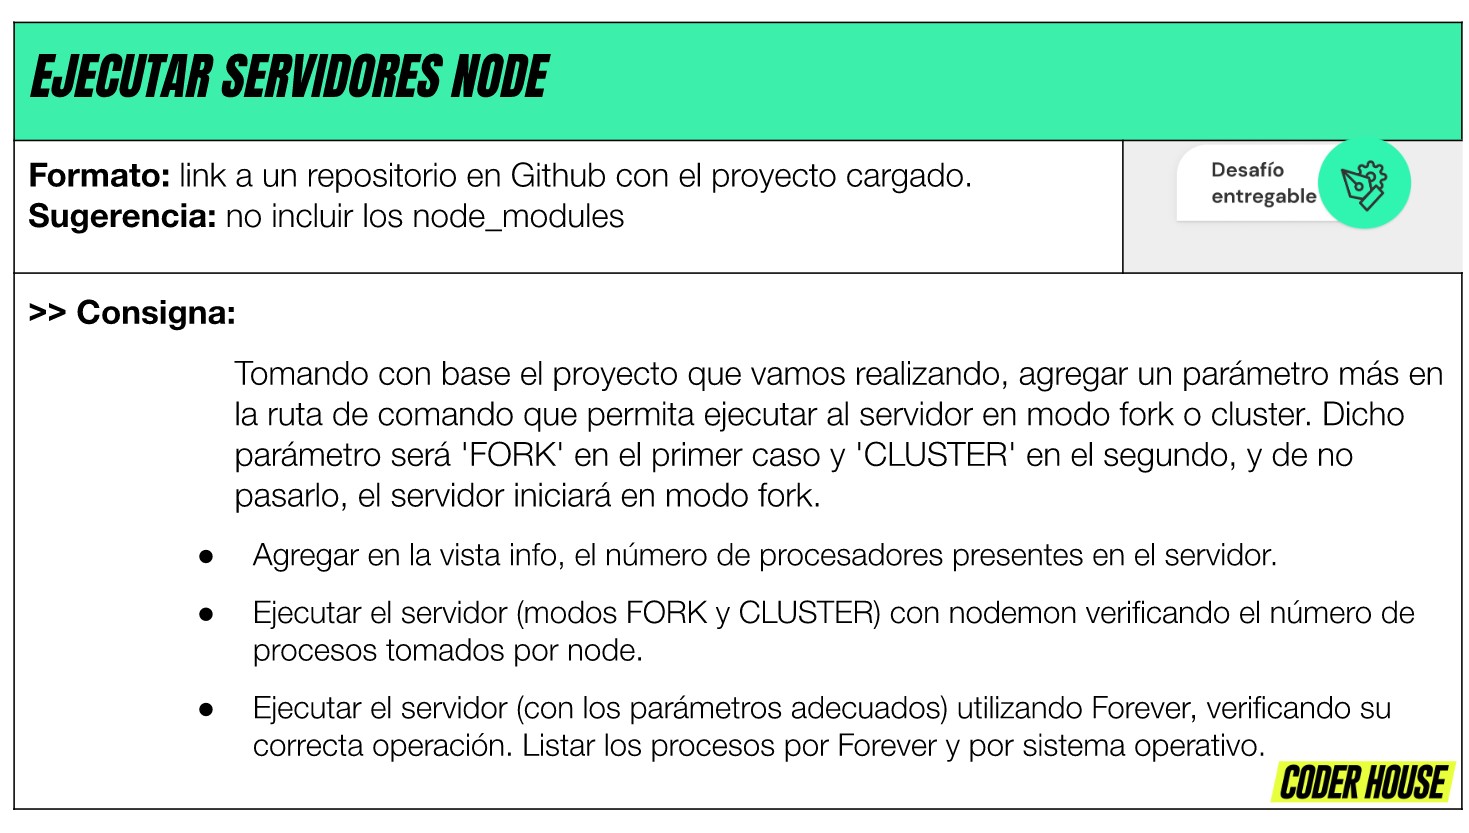 EJECUTAR SERVIDORES NODE
Formato: link a un repositorio en Github con el proyecto cargado.
Sugerencia: no incluir los node_modules
Desafío
entregable
>> Consigna:
Tomando con base el proyecto que vamos realizando, agregar un parámetro más en
la ruta de comando que permita ejecutar al servidor en modo fork o cluster. Dicho
parámetro será 'FORK' en el primer caso y 'CLUSTER' en el segundo, y de no
pasarlo, el servidor iniciará en modo fork.
● Agregar en la vista info, el número de procesadores presentes en el servidor.
● Ejecutar el servidor (modos FORK y CLUSTER) con nodemon verificando el número de
procesos tomados por node.
● Ejecutar el servidor (con los parámetros adecuados) utilizando Forever, verificando su
correcta operación. Listar los procesos por Forever y por sistema operativo.
CODER HOUSE